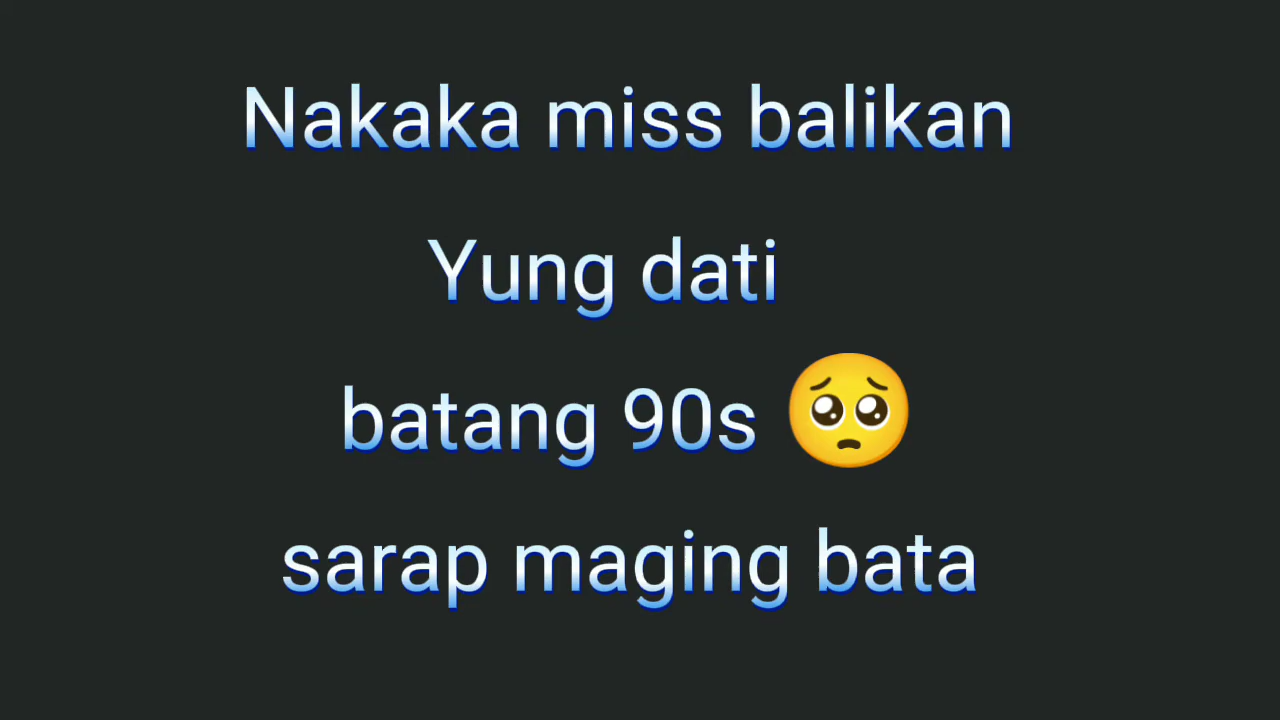 Nakaka miss balikan
Yung dati
batang 90s 🥺
sarap maging bata